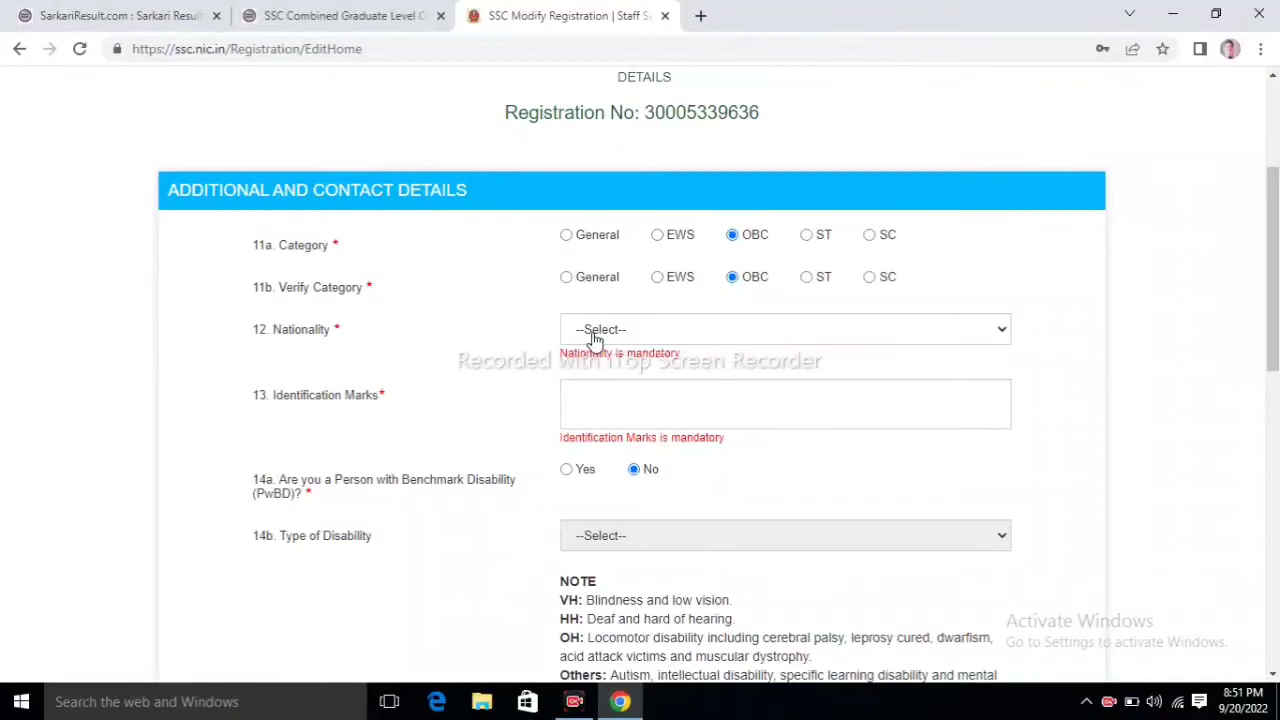 SarkariResult.com : Sarkari Result
SSC Combined Graduate Level C
SSC Modify Registration | Staff Se
https://ssc.nic.in/Registration/EditHome
DETAILS
Registration No: 30005339636
ADDITIONAL AND CONTACT DETAILS
11a. Category *
General EWS OBC ST SC
11b. Verify Category *
General EWS OBC ST SC
12. Nationality *
--Select--
Nationality is mandatory
Recorded with iTop Screen Recorder
13. Identification Marks*
Identification Marks is mandatory
14a. Are you a Person with Benchmark Disability
(PwBD)? *
Yes No
14b. Type of Disability
--Select--
NOTE
VH: Blindness and low vision.
HH: Deaf and hard of hearing.
OH: Locomotor disability including cerebral palsy, leprosy cured, dwarfism,
acid attack victims and muscular dystrophy.
Others: Autism, intellectual disability, specific learning disability and mental
Activate Windows
Go to Settings to activate Windows.
Search the web and Windows
8:51 PM
9/20/2022